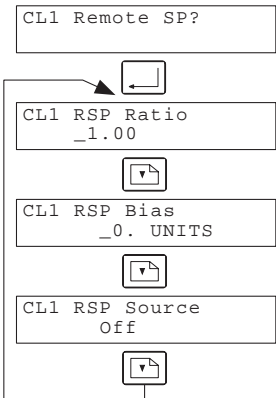 CL1 Remote SP?
CL1 RSP Ratio
_1.00
CL1 RSP Bias
_0. UNITS
CL1 RSP Source
Off